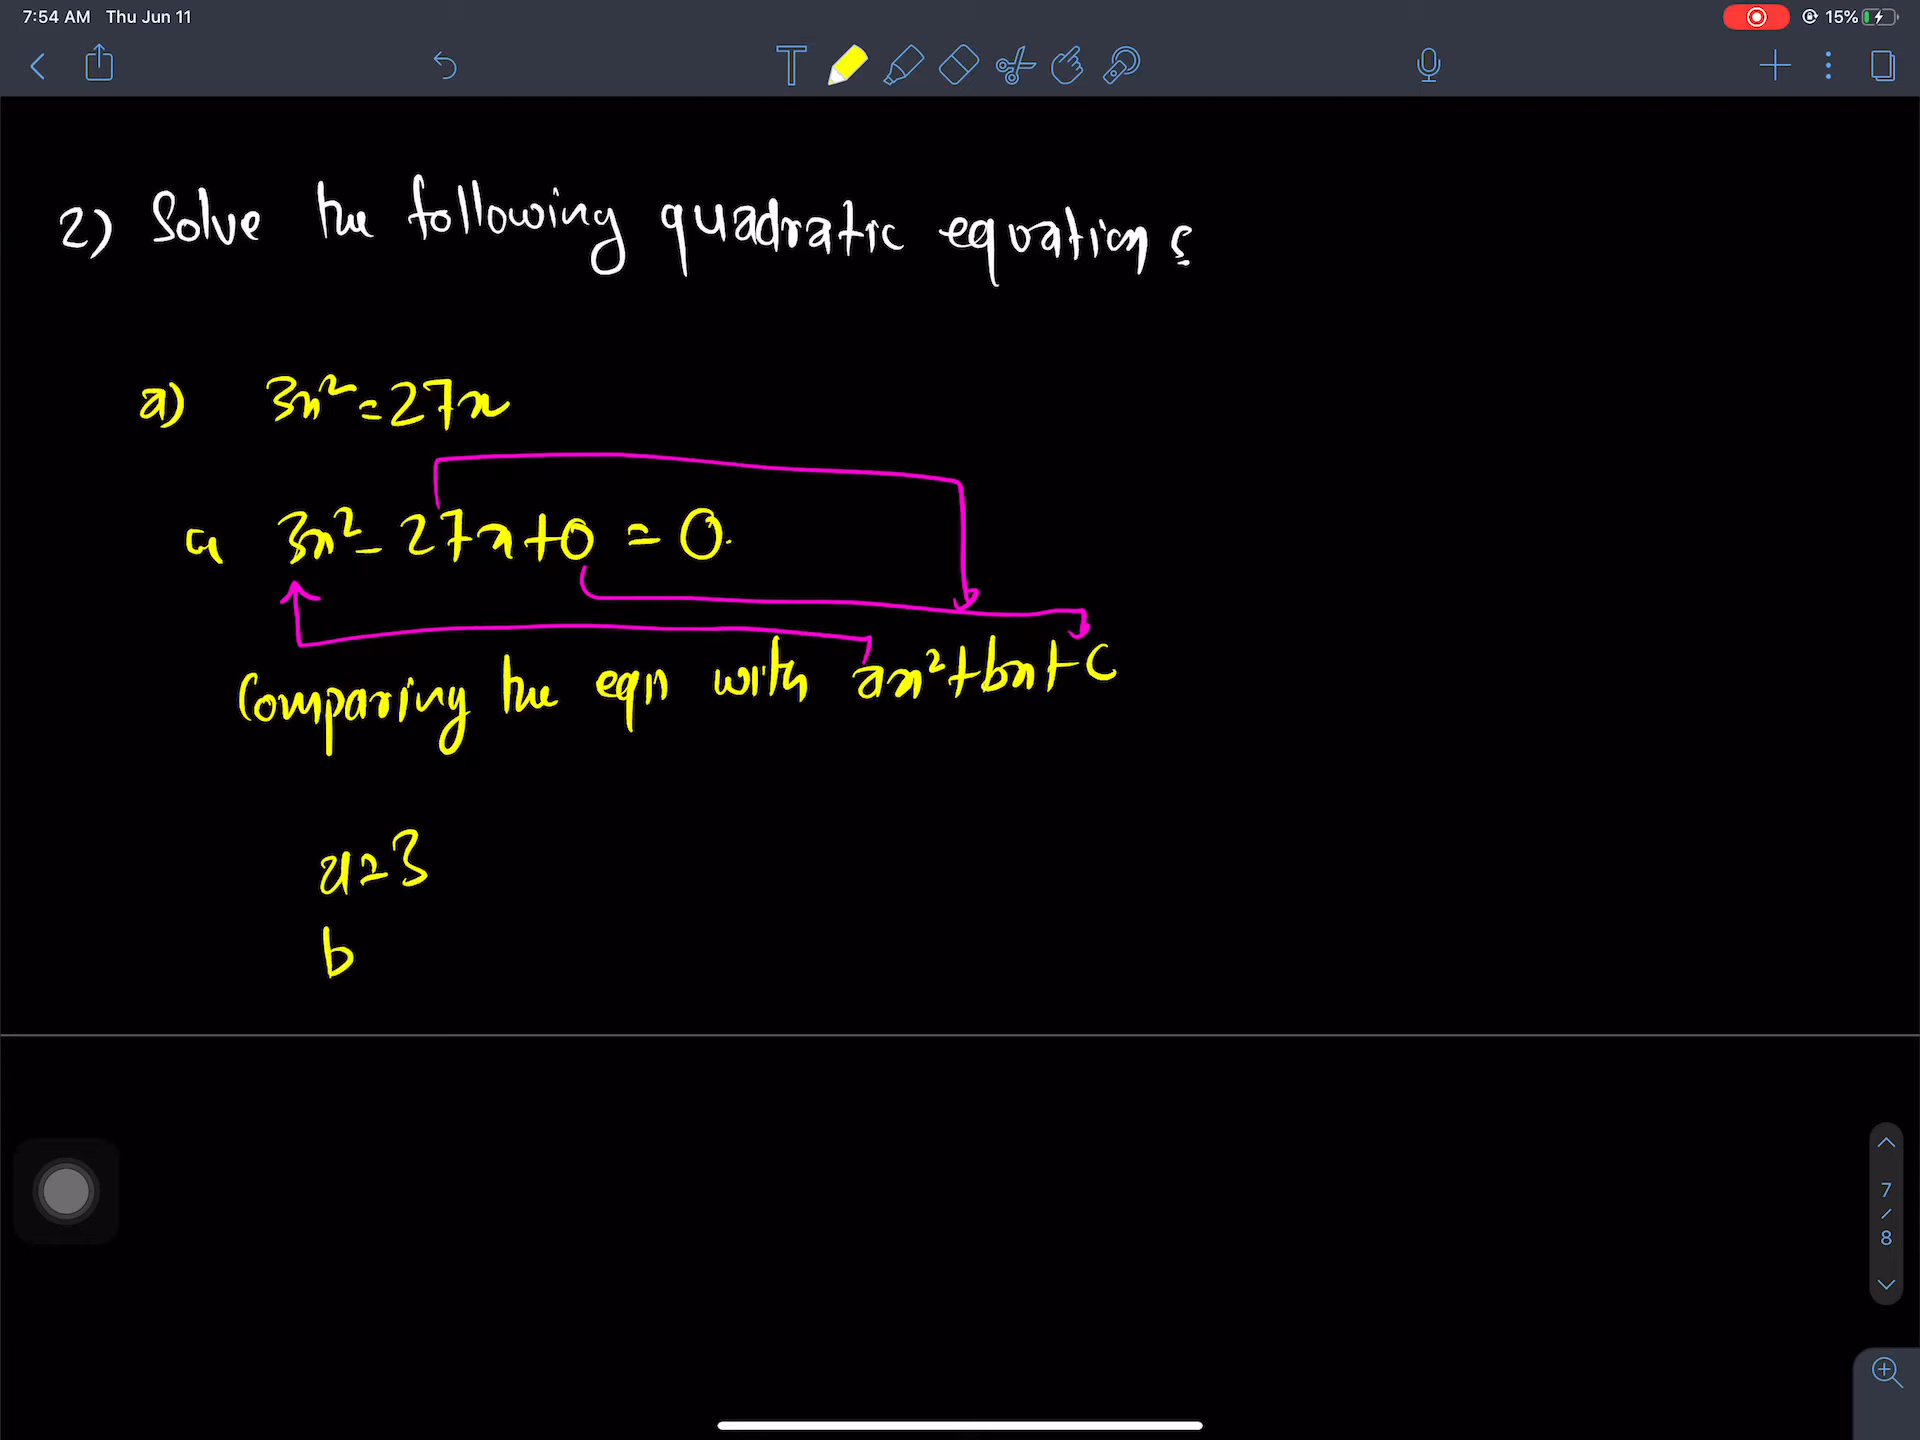 7:54 AM Thu Jun 11
15%
2) Solve the following quadratic equations
a) 3x² = 27x
3x² - 27x + 0 = 0.
Comparing the eqn with ax² + bx + c
a = 3
b
7
/
8